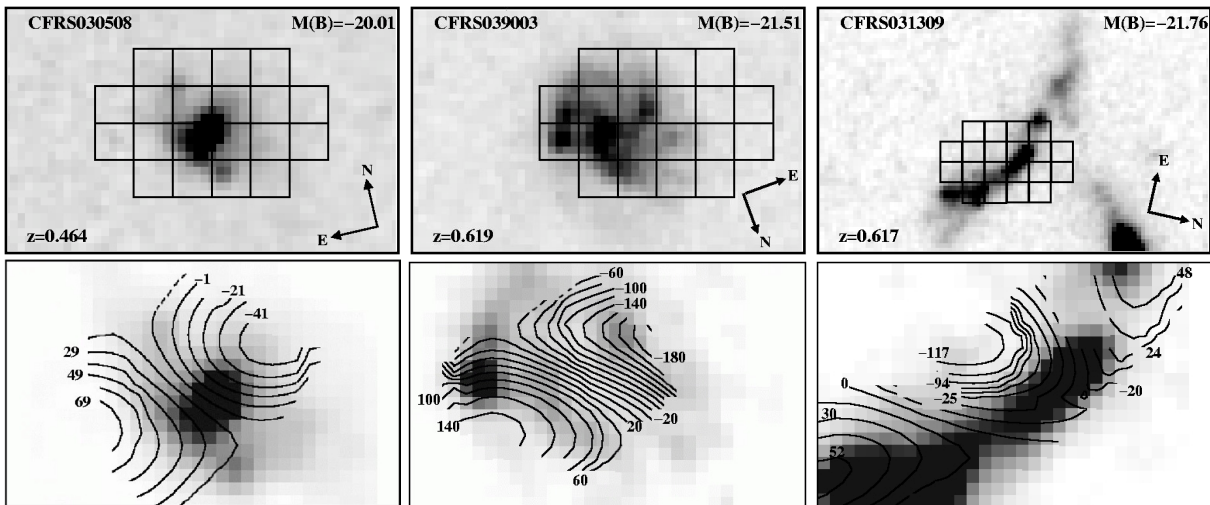 CFRS030508 M(B)=−20.01
N
E
z=0.464
CFRS039003 M(B)=−21.51
E
N
z=0.619
CFRS031309 M(B)=−21.76
E
N
z=0.617
−1
−21
−41
29
49
69
−60
−100
−140
−180
100
140
20
−20
60
48
−117
24
0
−94
−20
−25
30
52